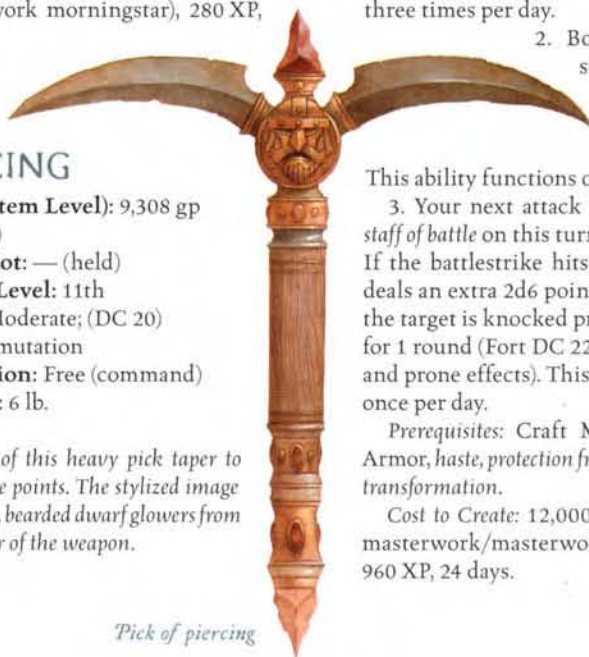 work morningstar), 280 XP,
CING
tem Level): 9,308 gp
)
ot: — (held)
Level: 11th
Moderate; (DC 20)
mutation
ion: Free (command)
: 6 lb.
of this heavy pick taper to
e points. The stylized image
, bearded dwarf glowers from
r of the weapon.
Pick of piercing
three times per day.
2. Bo
s
This ability functions o
3. Your next attack
staff of battle on this turn
If the battlestrike hits
deals an extra 2d6 poin
the target is knocked pr
for 1 round (Fort DC 22
and prone effects). This
once per day.
Prerequisites: Craft M
Armor, haste, protection fr
transformation.
Cost to Create: 12,000
masterwork/masterwo
960 XP, 24 days.